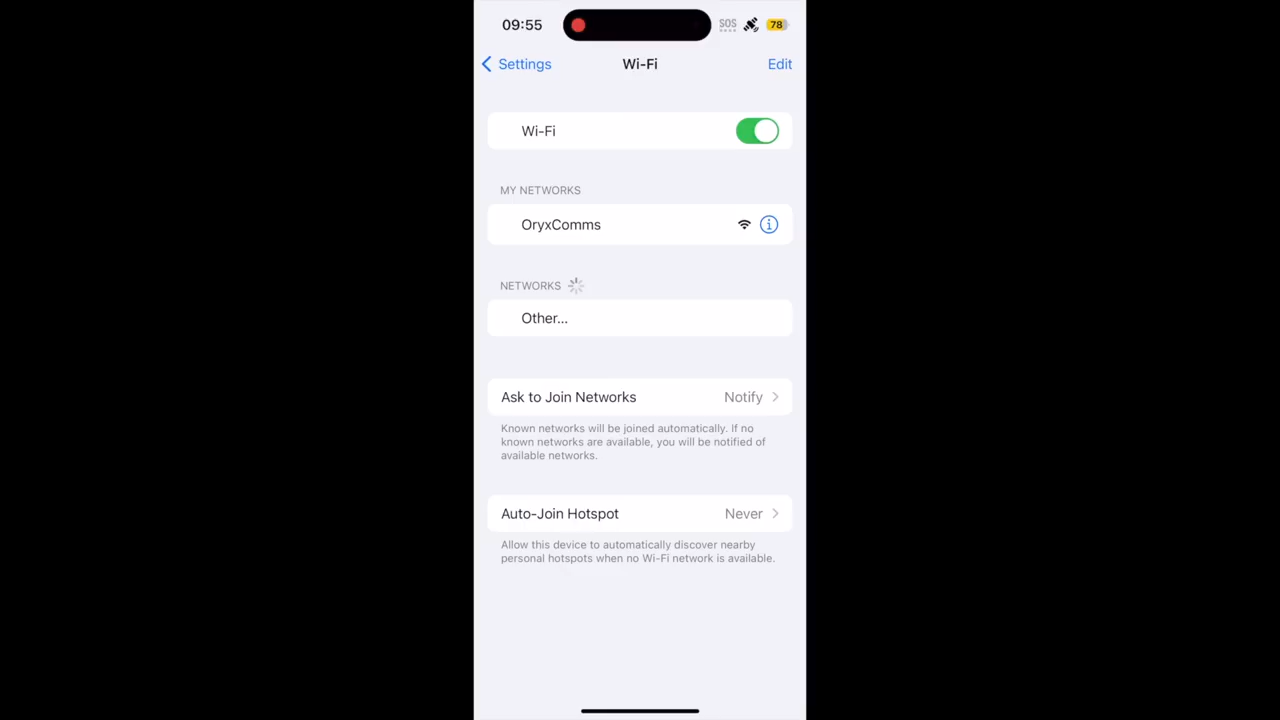 09:55
SOS
78
Settings
Wi-Fi
Edit
Wi-Fi
MY NETWORKS
OryxComms
NETWORKS
Other...
Ask to Join Networks
Notify
Known networks will be joined automatically. If no
known networks are available, you will be notified of
available networks.
Auto-Join Hotspot
Never
Allow this device to automatically discover nearby
personal hotspots when no Wi-Fi network is available.